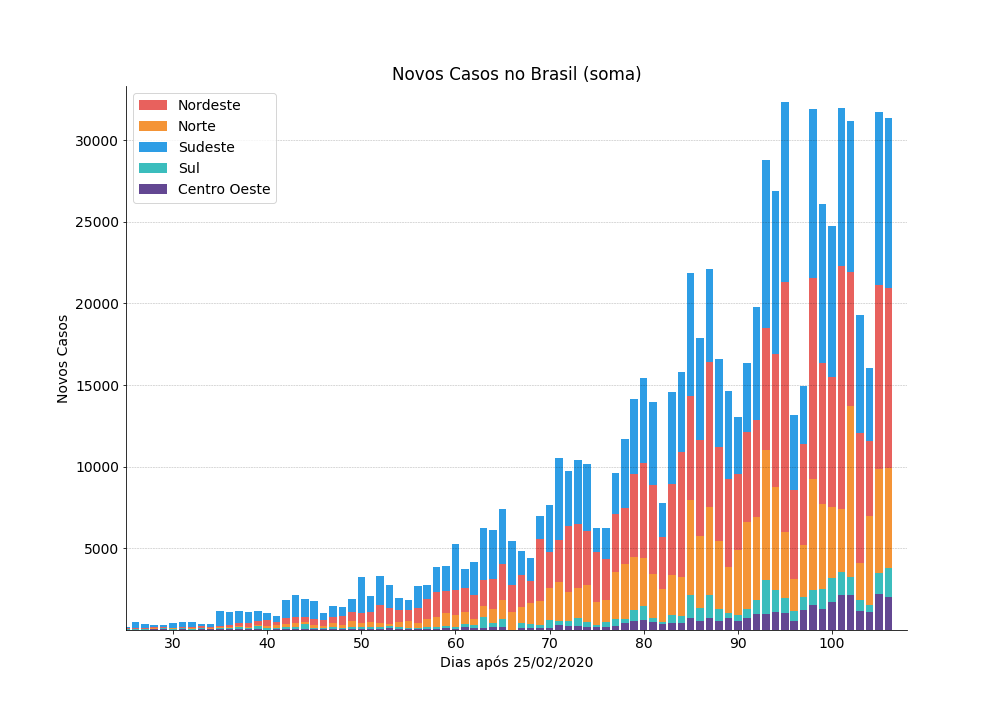 Novos Casos no Brasil (soma)
Nordeste
Norte
Sudeste
Sul
Centro Oeste
30000
25000
20000
15000
10000
5000
Novos Casos
30 40 50 60 70 80 90 100
Dias após 25/02/2020